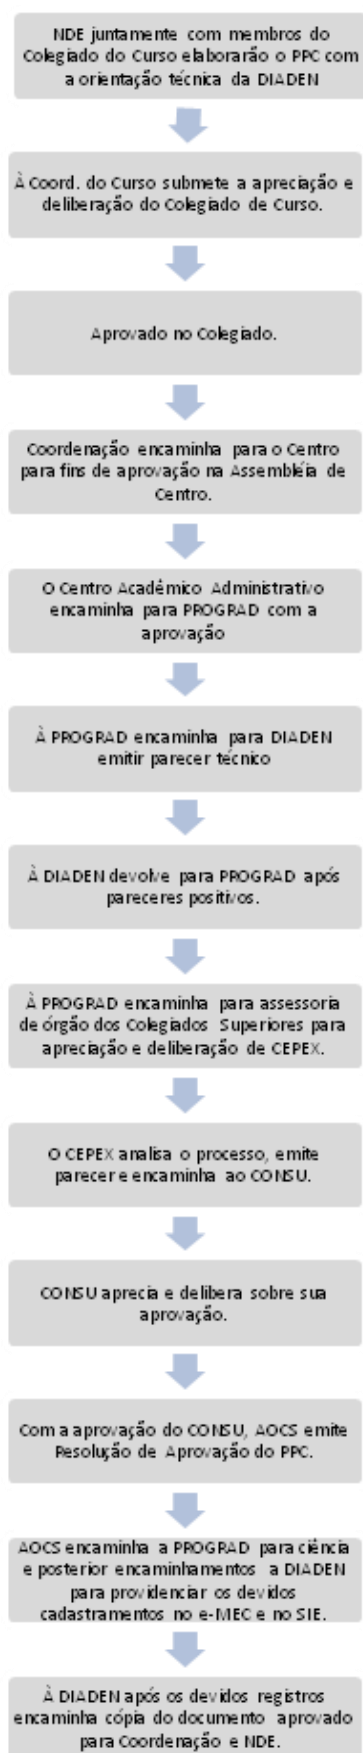 NDE juntamente com membros do
Colegiado do Curso elaborarão o PPC com
a orientação técnica da DIADEN
À Coord. do Curso submete a apreciação e
deliberação do Colegiado de Curso.
Aprovado no Colegiado.
Coordenação encaminha para o Centro
para fins de aprovação na Assembléia de
Centro.
O Centro Acadêmico Administrativo
encaminha para PROGRAD com a
aprovação
À PROGRAD encaminha para DIADEN
emitir parecer técnico
À DIADEN devolve para PROGRAD após
pareceres positivos.
À PROGRAD encaminha para assessoria
de órgão dos Colegiados Superiores para
apreciação e deliberação de CEPEX.
O CEPEX analisa o processo, emite
parecer e encaminha ao CONSU.
CONSU aprecia e delibera sobre sua
aprovação.
Com a aprovação do CONSU, AOCS emite
Resolução de Aprovação do PPC.
AOCS encaminha a PROGRAD para ciência
e posterior encaminhamentos a DIADEN
para providenciar os devidos
cadastramentos no e-MEC e no SIE.
À DIADEN após os devidos registros
encaminha cópia do documento aprovado
para Coordenação e NDE.